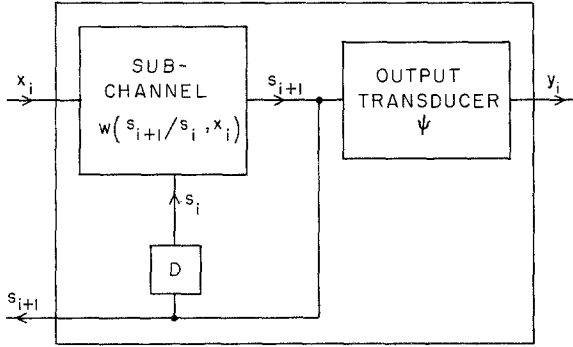 x_i
SUB-
CHANNEL
w(s_{i+1}/s_i, x_i)
s_{i+1}
OUTPUT
TRANSDUCER
ψ
y_i
s_i
D
s_{i+1}